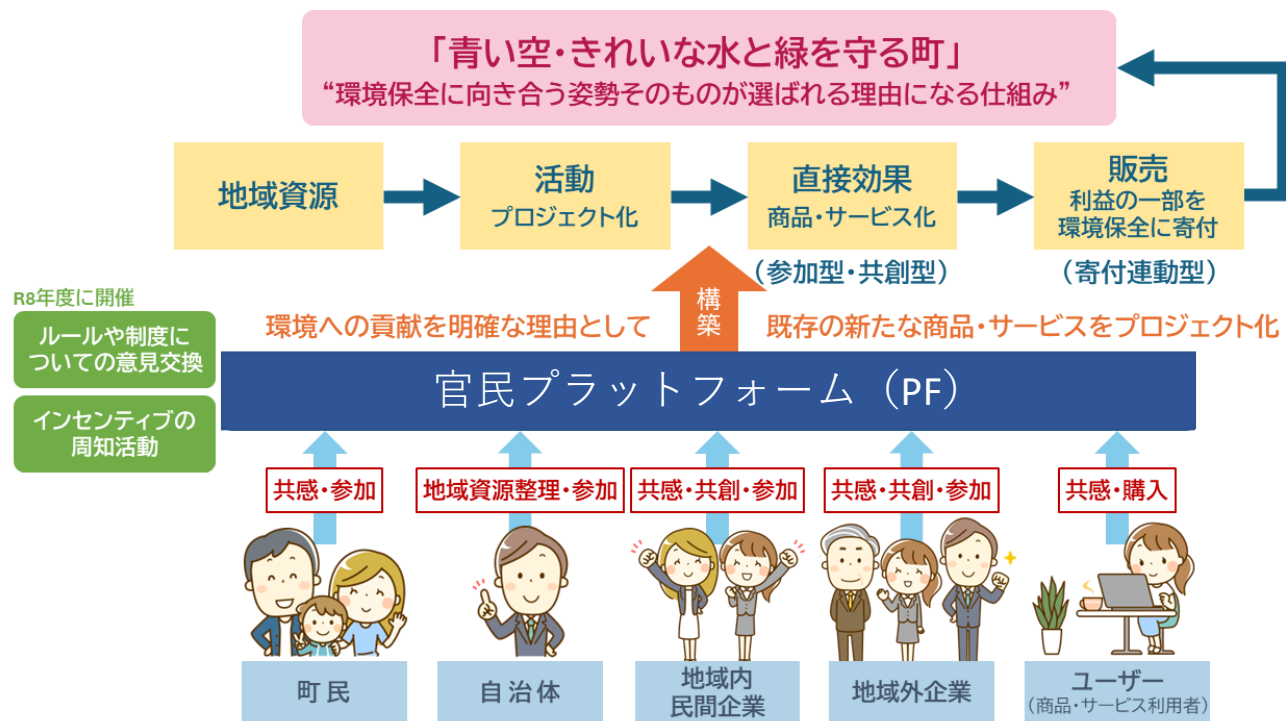 「青い空・きれいな水と緑を守る町」
“環境保全に向き合う姿勢そのものが選ばれる理由になる仕組み”
地域資源
活動
プロジェクト化
直接効果
商品・サービス化
販売
利益の一部を
環境保全に寄付
（参加型・共創型）
（寄付連動型）
R8年度に開催
ルールや制度に
ついての意見交換
インセンティブの
周知活動
環境への貢献を明確な理由として
構築
既存の新たな商品・サービスをプロジェクト化
官民プラットフォーム（PF）
共感・参加
地域資源整理・参加
共感・共創・参加
共感・共創・参加
共感・購入
町民
自治体
地域内
民間企業
地域外企業
ユーザー
（商品・サービス利用者）